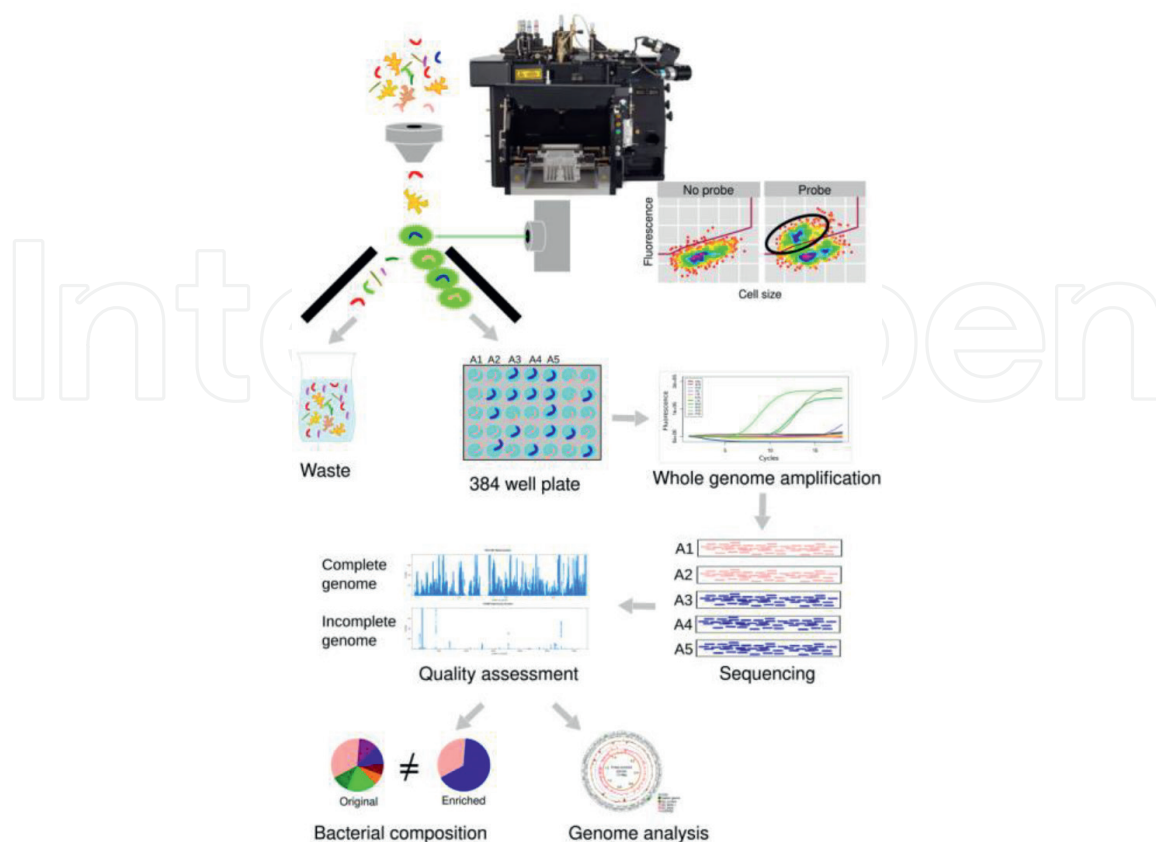 No probe
Probe
Fluorescence
Cell size
A1 A2 A3 A4 A5
Waste
384 well plate
Fluorescence
Cycles
Whole genome amplification
A1
A2
A3
A4
A5
Sequencing
Complete
genome
Incomplete
genome
Quality assessment
Original
≠
Enriched
Bacterial composition
Genome analysis